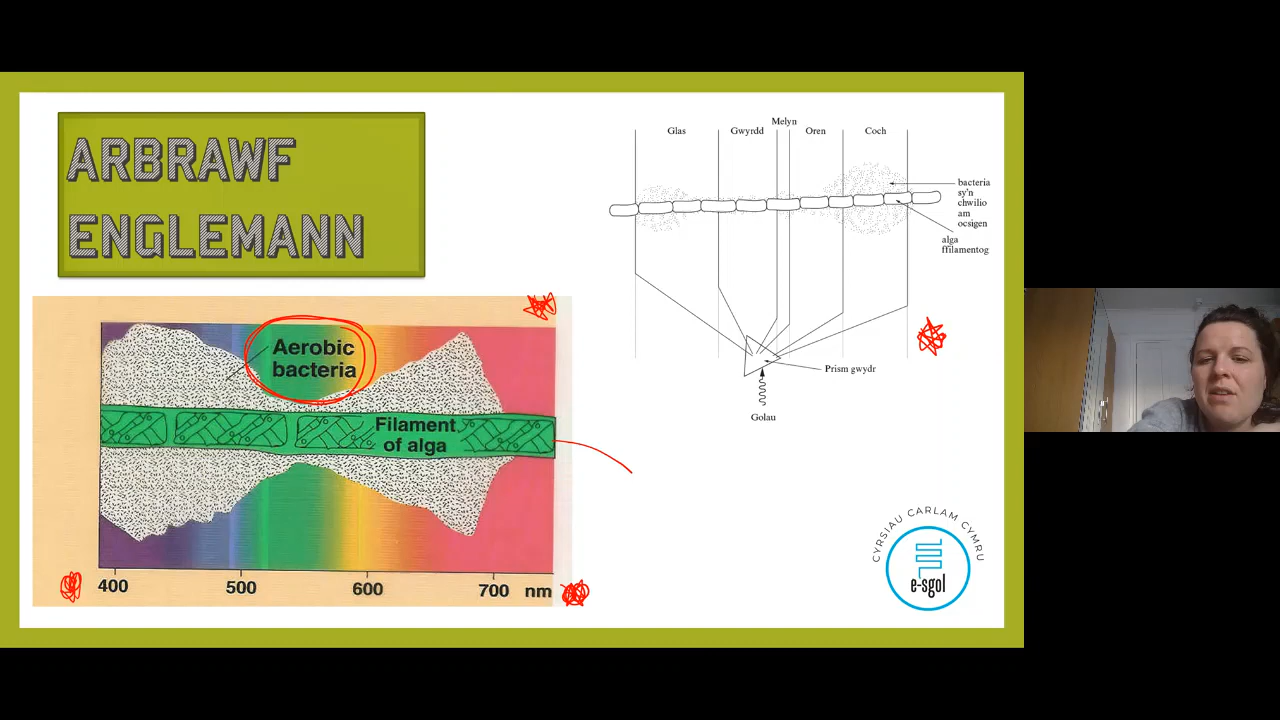 ARBRAWF
ENGLEMANN
Melyn
Glas
Gwyrdd
Oren
Coch
bacteria
sy'n
chwilio
am
ocsigen
alga
ffilamentog
Prism gwydr
Golau
Aerobic
bacteria
Filament
of alga
400
500
600
700
nm
CYRSIAU CARLAM CYMRU
e-sgol